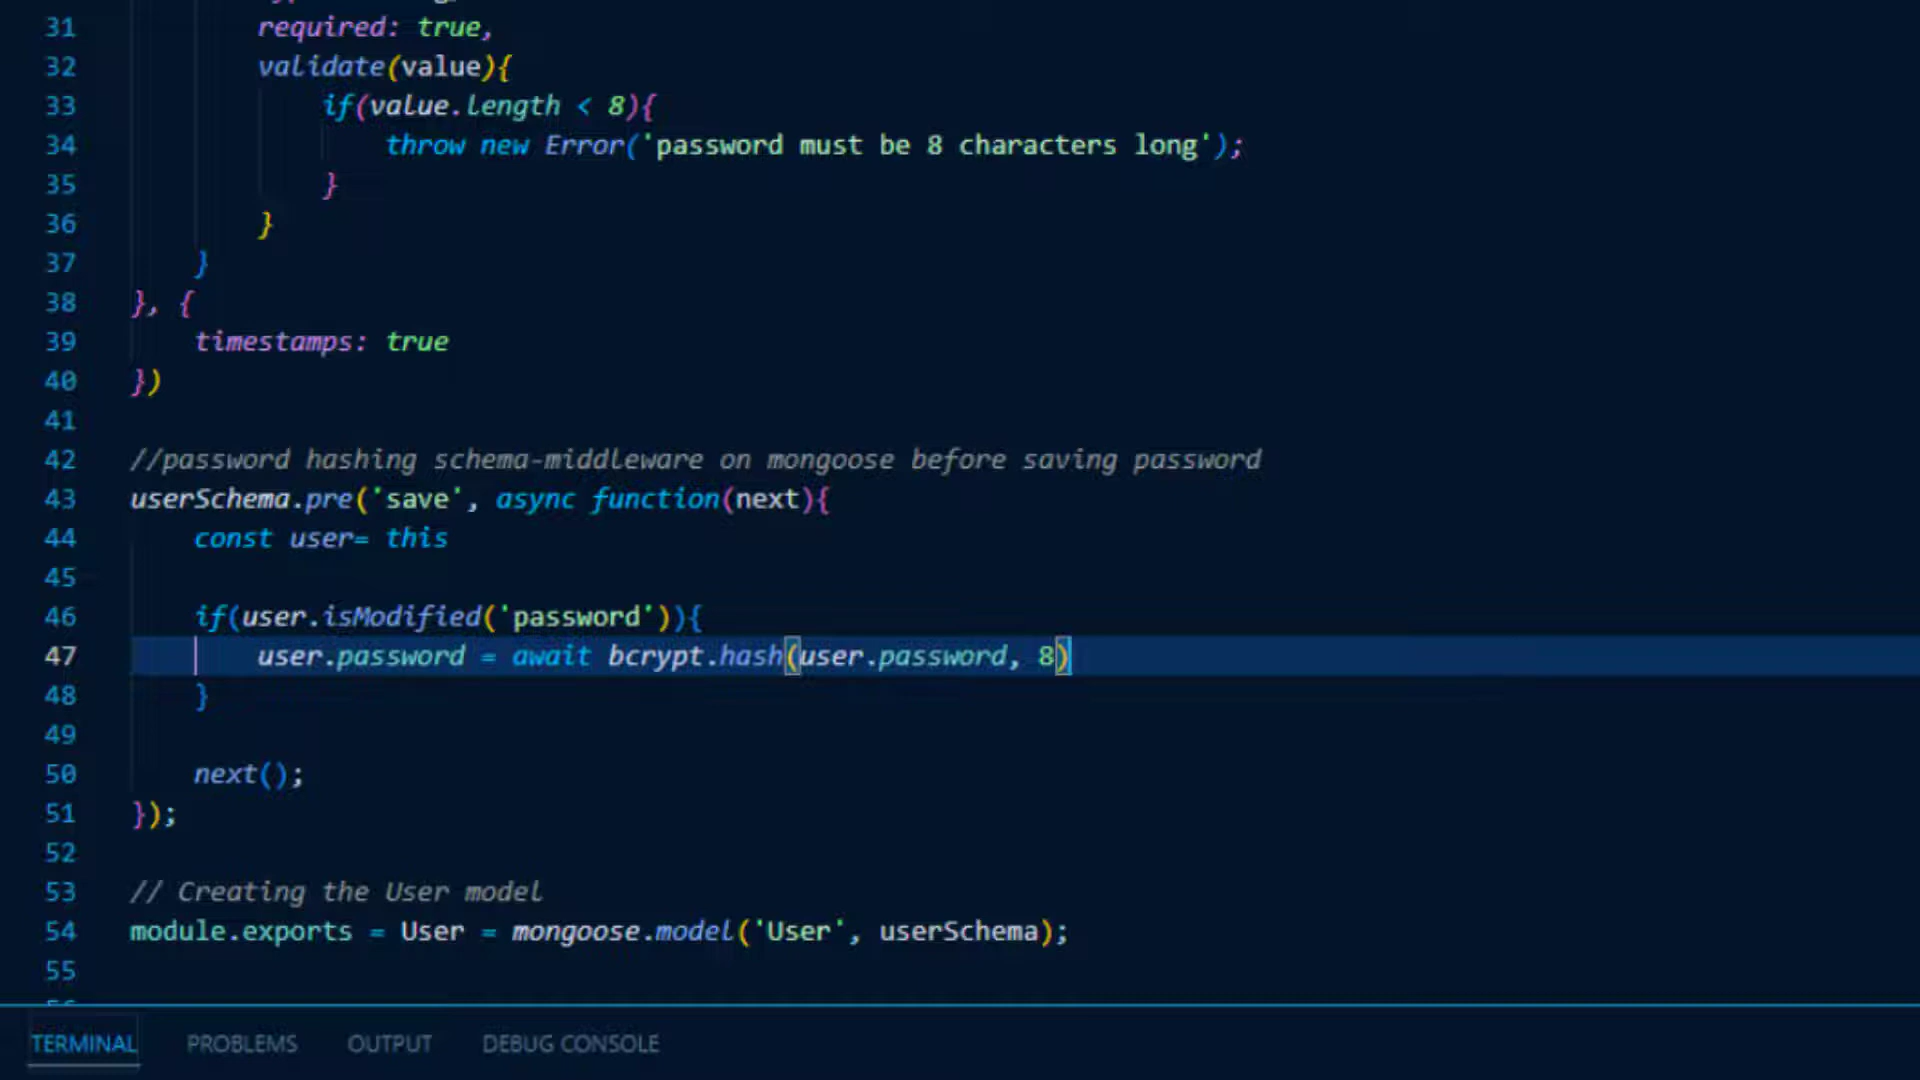 31 required: true,
32 validate(value){
33 if(value.length < 8){
34 throw new Error('password must be 8 characters long');
35 }
36 }
37 }
38 }, {
39 timestamps: true
40 })
41
42 //password hashing schema-middleware on mongoose before saving password
43 userSchema.pre('save', async function(next){
44 const user= this
45
46 if(user.isModified('password')){
47 user.password = await bcrypt.hash(user.password, 8)
48 }
49
50 next();
51 });
52
53 // Creating the User model
54 module.exports = User = mongoose.model('User', userSchema);
55
TERMINAL PROBLEMS OUTPUT DEBUG CONSOLE